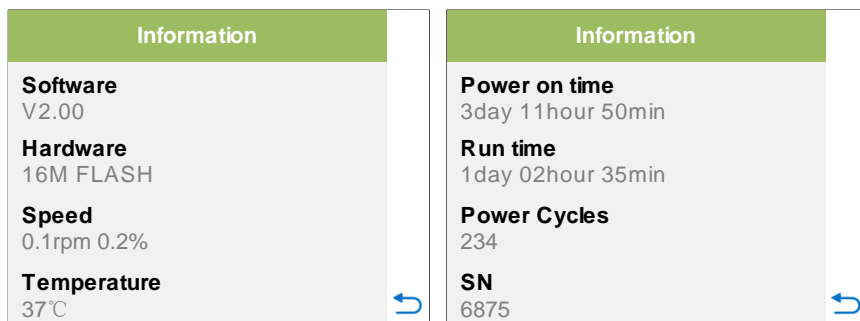 Information
Software
V2.00
Hardware
16M FLASH
Speed
0.1rpm 0.2%
Temperature
37℃
Information
Power on time
3day 11hour 50min
Run time
1day 02hour 35min
Power Cycles
234
SN
6875